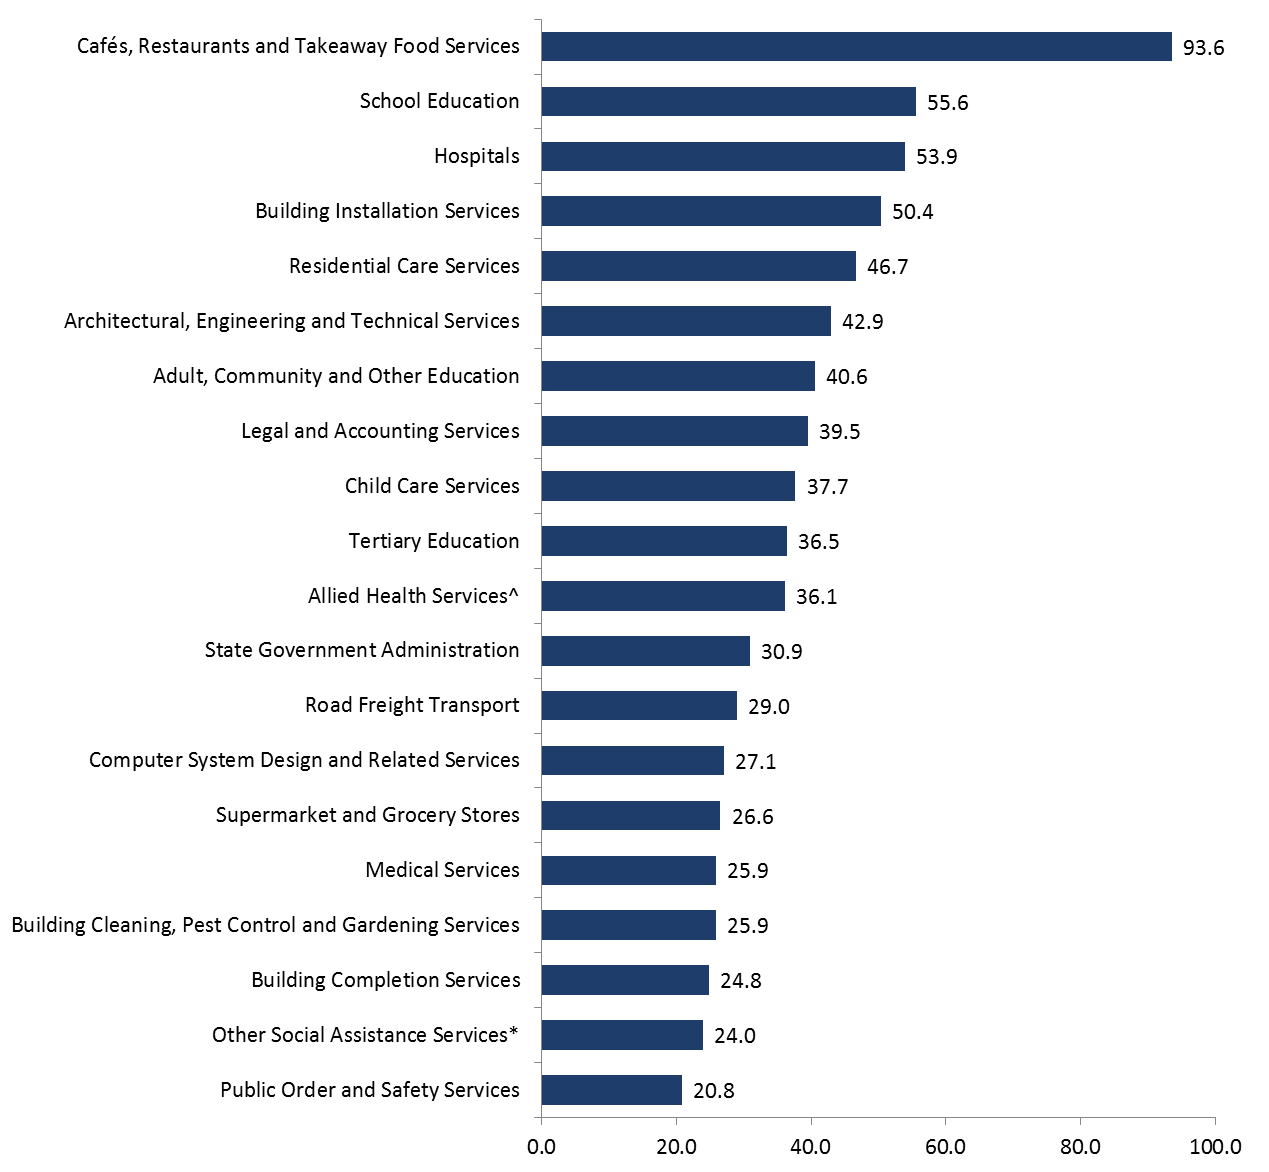 Cafés, Restaurants and Takeaway Food Services 93.6
School Education 55.6
Hospitals 53.9
Building Installation Services 50.4
Residential Care Services 46.7
Architectural, Engineering and Technical Services 42.9
Adult, Community and Other Education 40.6
Legal and Accounting Services 39.5
Child Care Services 37.7
Tertiary Education 36.5
Allied Health Services^ 36.1
State Government Administration 30.9
Road Freight Transport 29.0
Computer System Design and Related Services 27.1
Supermarket and Grocery Stores 26.6
Medical Services 25.9
Building Cleaning, Pest Control and Gardening Services 25.9
Building Completion Services 24.8
Other Social Assistance Services* 24.0
Public Order and Safety Services 20.8
0.0 20.0 40.0 60.0 80.0 100.0